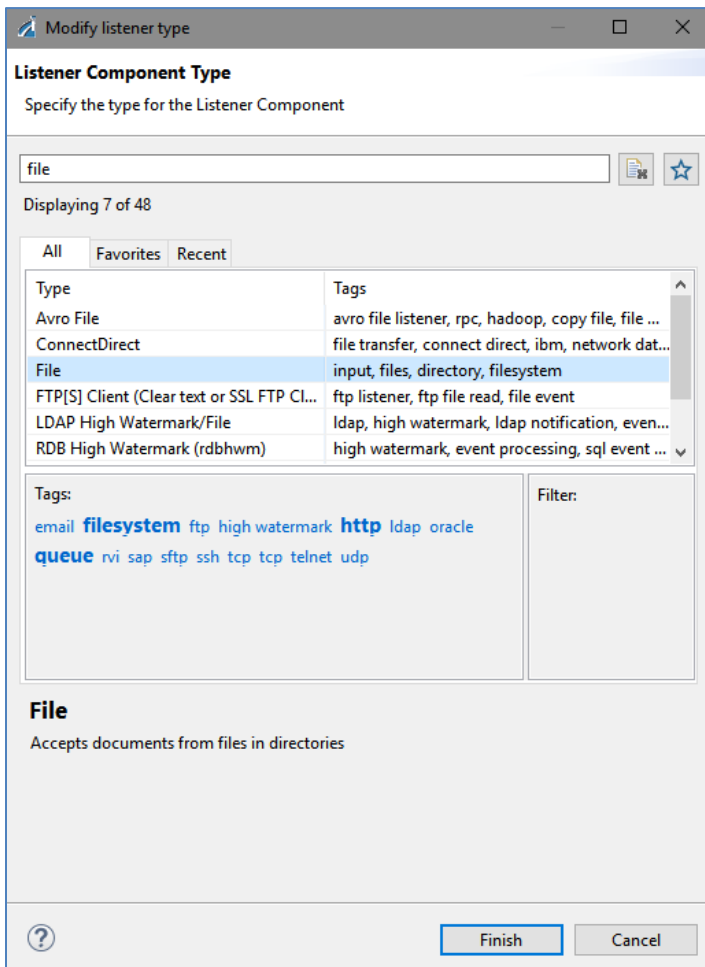 Modify listener type
Listener Component Type
Specify the type for the Listener Component
file
Displaying 7 of 48
All Favorites Recent
Type Tags
Avro File avro file listener, rpc, hadoop, copy file, file ...
ConnectDirect file transfer, connect direct, ibm, network dat...
File input, files, directory, filesystem
FTP[S] Client (Clear text or SSL FTP Cl... ftp listener, ftp file read, file event
LDAP High Watermark/File ldap, high watermark, ldap notification, even...
RDB High Watermark (rdbhwm) high watermark, event processing, sql event ...
Tags: Filter:
email filesystem ftp high watermark http ldap oracle
queue rvi sap sftp ssh tcp tcp telnet udp
File
Accepts documents from files in directories
? Finish Cancel